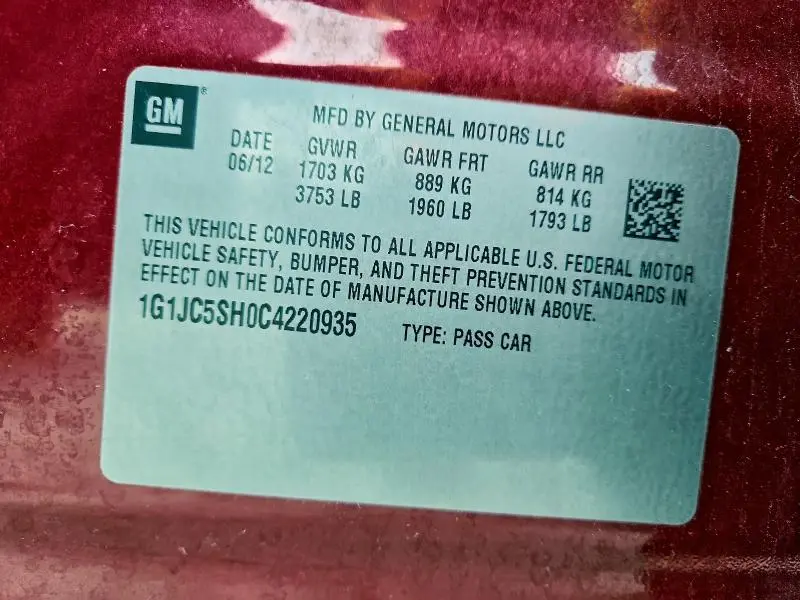 GM®
MFD BY GENERAL MOTORS LLC
DATE GVWR GAWR FRT GAWR RR
06/12 1703 KG 889 KG 814 KG
3753 LB 1960 LB 1793 LB
THIS VEHICLE CONFORMS TO ALL APPLICABLE U.S. FEDERAL MOTOR
VEHICLE SAFETY, BUMPER, AND THEFT PREVENTION STANDARDS IN
EFFECT ON THE DATE OF MANUFACTURE SHOWN ABOVE.
1G1JC5SH0C4220935 TYPE: PASS CAR